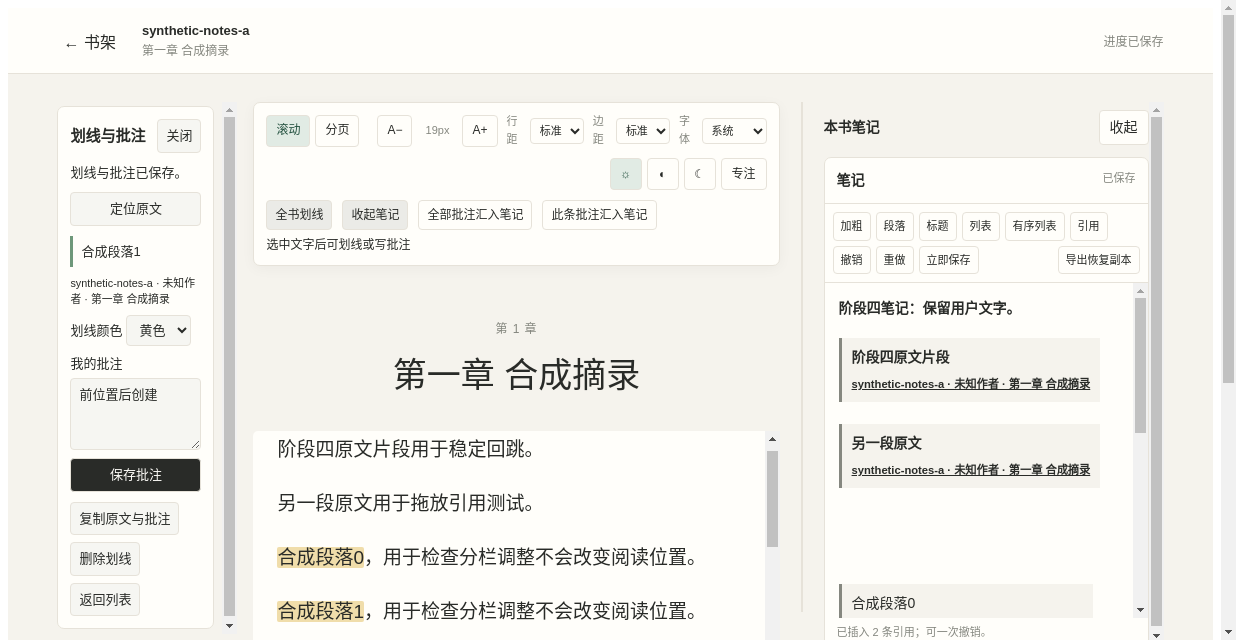 ← 书架
synthetic-notes-a
第一章 合成摘录
进度已保存
划线与批注
关闭
划线与批注已保存。
定位原文
合成段落1
synthetic-notes-a · 未知作
者 · 第一章 合成摘录
划线颜色 黄色
我的批注
前位置后创建
保存批注
复制原文与批注
删除划线
返回列表
滚动 分页 A− 19px A+ 行距 标准 边距 标准 字体 系统
☼ ◖ ☾ 专注
全书划线 收起笔记 全部批注汇入笔记 此条批注汇入笔记
选中文字后可划线或写批注
第 1 章
第一章 合成摘录
阶段四原文片段用于稳定回跳。
另一段原文用于拖放引用测试。
合成段落0，用于检查分栏调整不会改变阅读位置。
合成段落1，用于检查分栏调整不会改变阅读位置。
本书笔记
收起
笔记
已保存
加粗 段落 标题 列表 有序列表 引用
撤销 重做 立即保存 导出恢复副本
阶段四笔记：保留用户文字。
阶段四原文片段
synthetic-notes-a · 未知作者 · 第一章 合成摘录
另一段原文
synthetic-notes-a · 未知作者 · 第一章 合成摘录
合成段落0
已插入 2 条引用；可一次撤销。